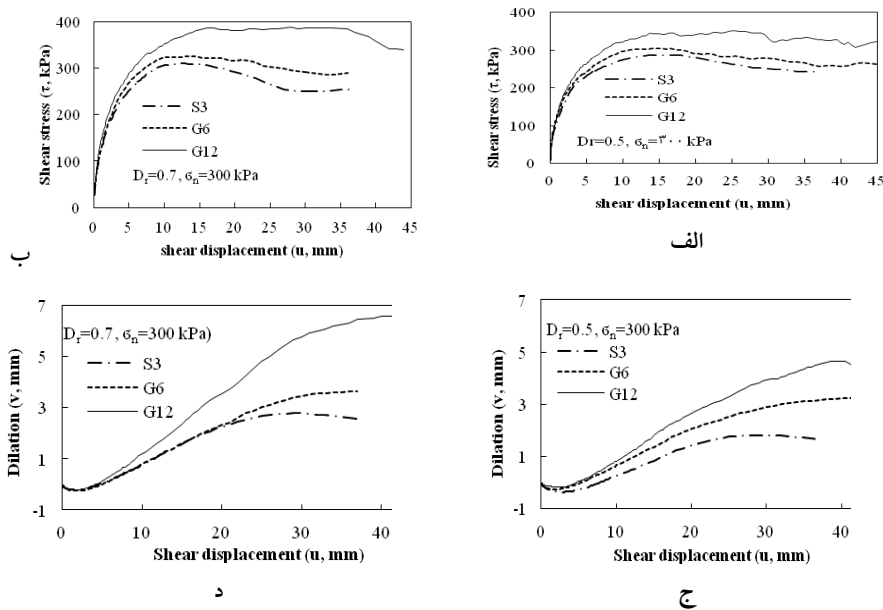 400
300
200
100
0
Shear stress (τ, kPa)
S3
G6
G12
Dr=0.7, σn=300 kPa
0 5 10 15 20 25 30 35 40 45
shear displacement (u, mm)
ب
400
300
200
100
0
Shear stress (τ, kPa)
S3
G6
G12
Dr=0.5, σn=۳۰۰ kPa
0 5 10 15 20 25 30 35 40 45
shear displacement (u, mm)
الف
7
5
3
1
-1
Dilation (v, mm)
Dr=0.7, σn=300 kPa)
S3
G6
G12
0 10 20 30 40
Shear displacement (u, mm)
د
7
5
3
1
-1
Dilation (v, mm)
Dr=0.5, σn=300 kPa
S3
G6
G12
0 10 20 30 40
Shear displacement (u, mm)
ج